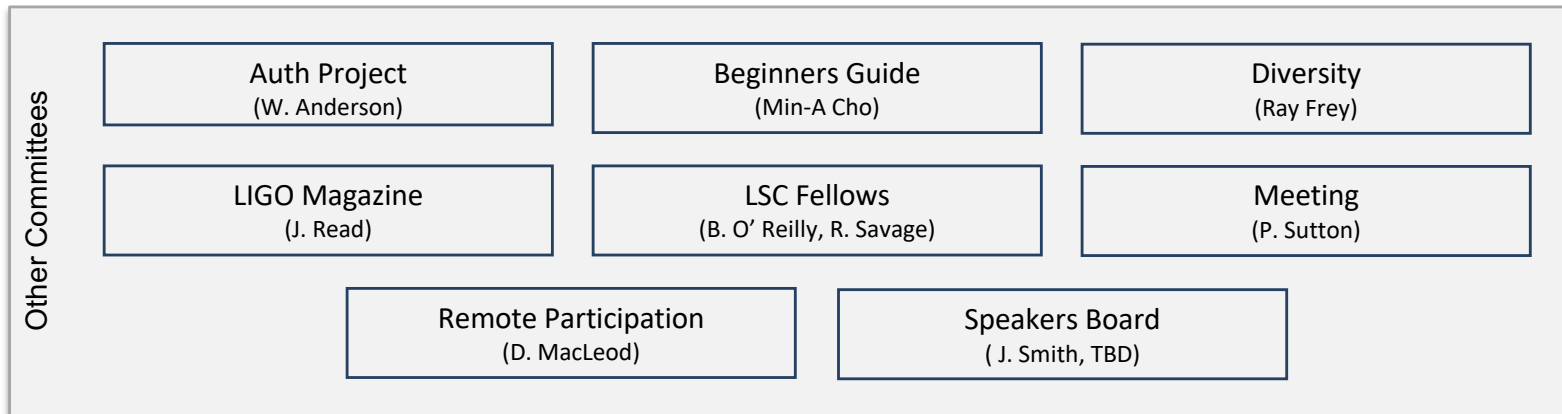 Other Committees
Auth Project
(W. Anderson)
Beginners Guide
(Min-A Cho)
Diversity
(Ray Frey)
LIGO Magazine
(J. Read)
LSC Fellows
(B. O’ Reilly, R. Savage)
Meeting
(P. Sutton)
Remote Participation
(D. MacLeod)
Speakers Board
( J. Smith, TBD)